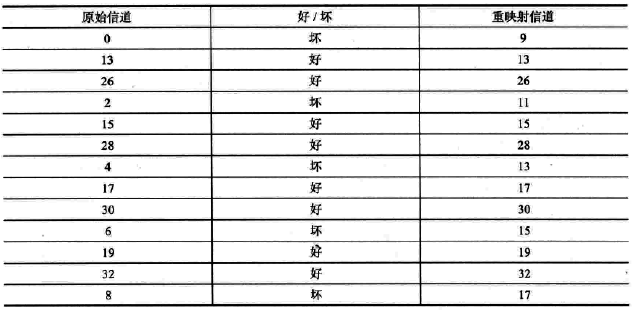 原始信道 好/坏 重映射信道
0 坏 9
13 好 13
26 好 26
2 坏 11
15 好 15
28 好 28
4 坏 13
17 好 17
30 好 30
6 坏 15
19 好 19
32 好 32
8 坏 17